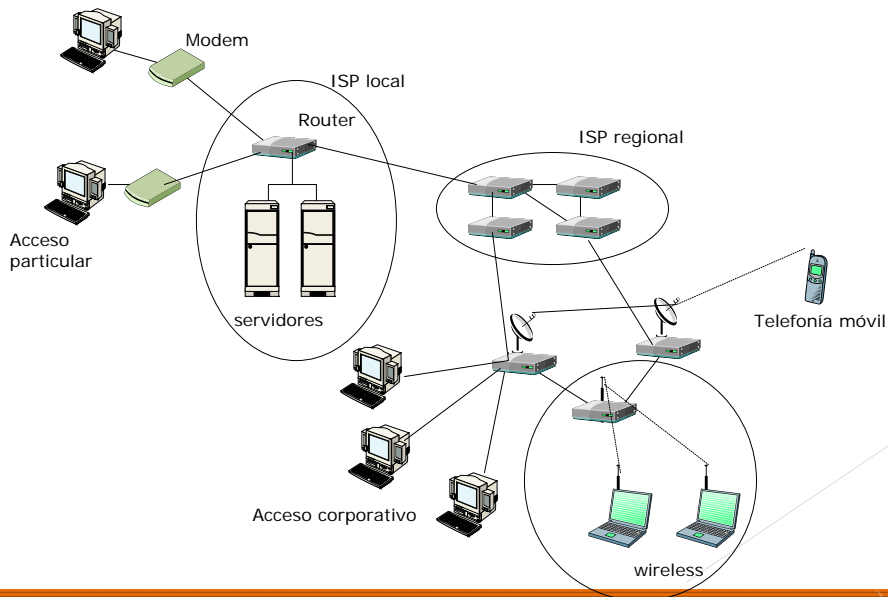 Modem
ISP local
Router
ISP regional
Acceso
particular
servidores
Telefonía móvil
Acceso corporativo
wireless